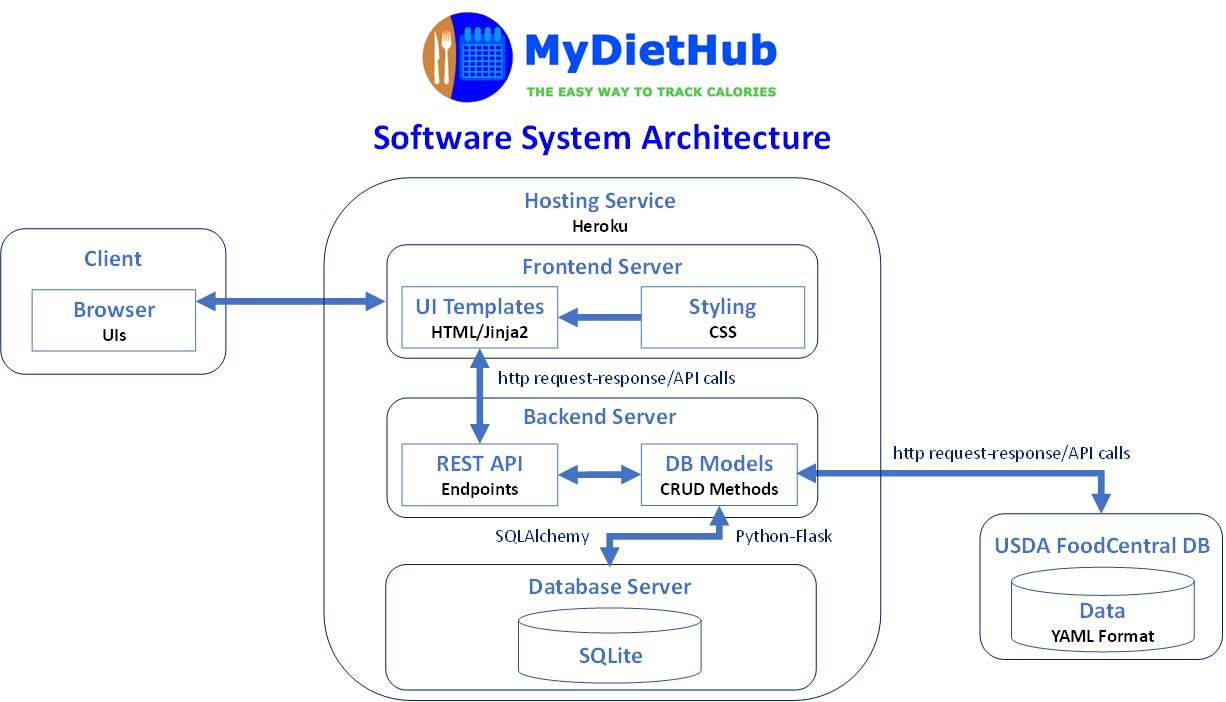 MyDietHub
THE EASY WAY TO TRACK CALORIES
Software System Architecture
Hosting Service
Heroku
Client
Browser
UIs
Frontend Server
UI Templates
HTML/Jinja2
Styling
CSS
http request-response/API calls
Backend Server
REST API
Endpoints
DB Models
CRUD Methods
http request-response/API calls
SQLAlchemy
Python-Flask
USDA FoodCentral DB
Data
YAML Format
Database Server
SQLite